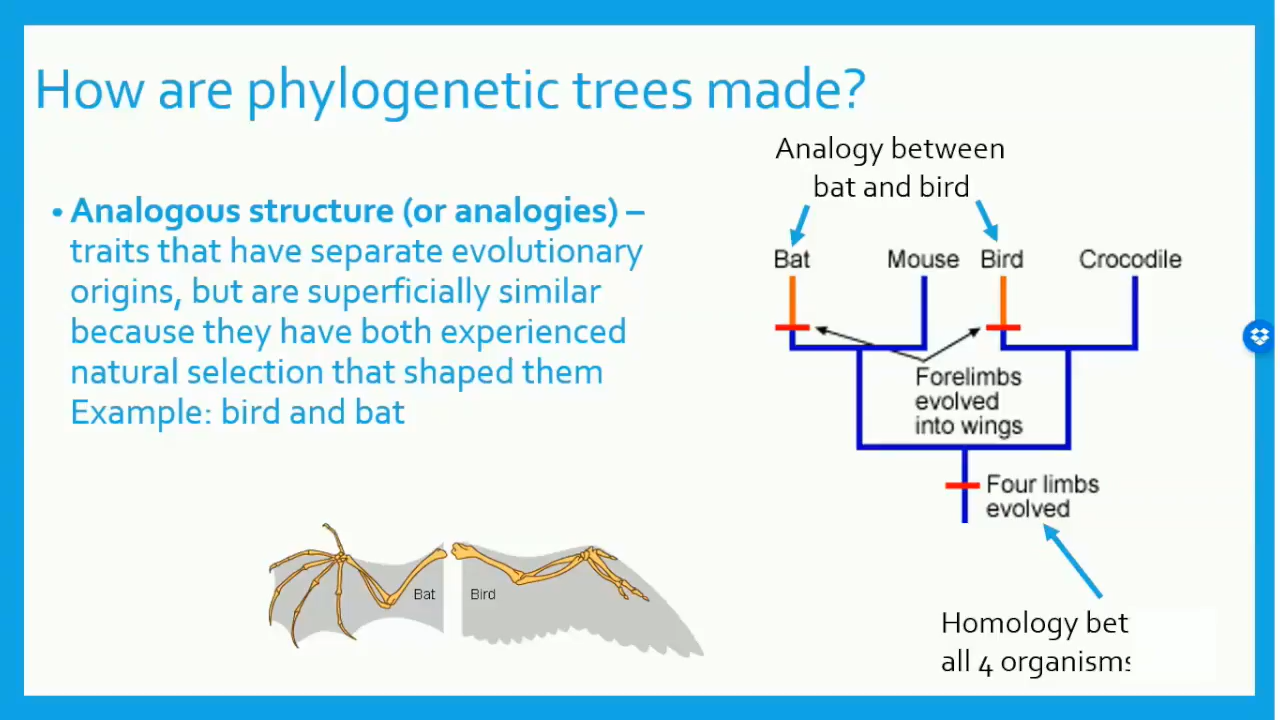 How are phylogenetic trees made?
• Analogous structure (or analogies) –
traits that have separate evolutionary
origins, but are superficially similar
because they have both experienced
natural selection that shaped them
Example: bird and bat
Analogy between
bat and bird
Bat Mouse Bird Crocodile
Forelimbs
evolved
into wings
Four limbs
evolved
Homology bet
all 4 organisms
Bat
Bird